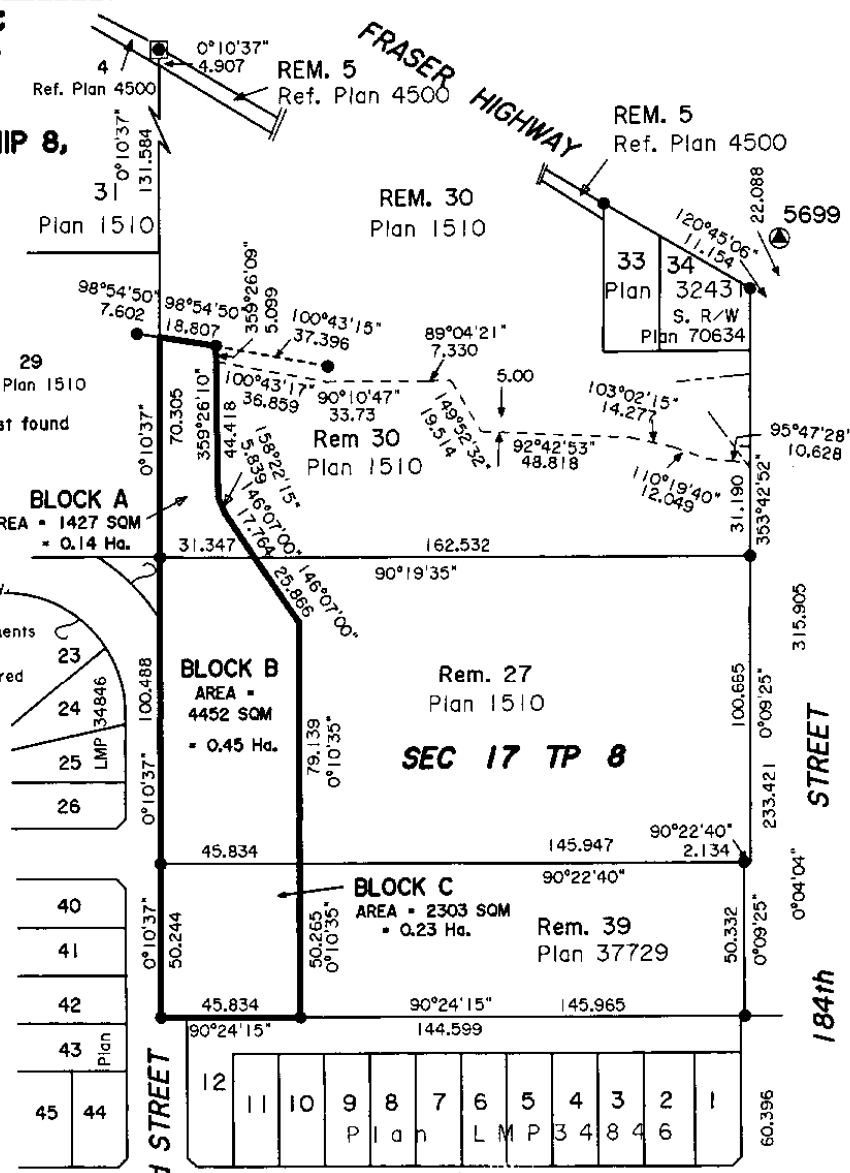 FRASER HIGHWAY
0°10'37"
4.907
4
Ref. Plan 4500
REM. 5
Ref. Plan 4500
REM. 5
Ref. Plan 4500
HIP 8,
0°10'37"
131.584
31
Plan 1510
REM. 30
Plan 1510
22.088
5699
120°45'06"
11.154
33
34
Plan 32431
S. R/W
Plan 70634
98°54'50"
7.602
98°54'50"
18.807
359°26'09"
5.099
100°43'15"
37.396
89°04'21"
7.330
5.00
29
Plan 1510
st found
100°43'17"
36.859
90°10'47"
33.73
149°52'32"
19.514
103°02'15"
14.277
95°47'28"
10.628
92°42'53"
48.818
110°19'40"
12.049
0°10'37"
70.305
359°26'10"
44.418
Rem 30
Plan 1510
158°22'15"
5.839
146°07'00"
17.764
31.190
353°42'52"
BLOCK A
AREA = 1427 SQM
= 0.14 Ha.
31.347
162.532
90°19'35"
146°07'00"
25.866
315.905
ents
red
23
24
25
26
LMP 34846
100.488
0°10'37"
BLOCK B
AREA =
4452 SQM
= 0.45 Ha.
79.139
0°10'35"
Rem. 27
Plan 1510
SEC 17 TP 8
100.665
0°09'25"
233.421
STREET
45.834
145.947
90°22'40"
2.134
90°22'40"
0°04'04"
40
41
42
43
Plan
45
44
0°10'37"
50.244
BLOCK C
AREA = 2303 SQM
= 0.23 Ha.
50.265
0°10'35"
Rem. 39
Plan 37729
50.332
0°09'25"
184th
45.834
90°24'15"
145.965
90°24'15"
144.599
d STREET
12
11
10
9
8
7
6
5
4
3
2
1
Plan LMP34846
60.396